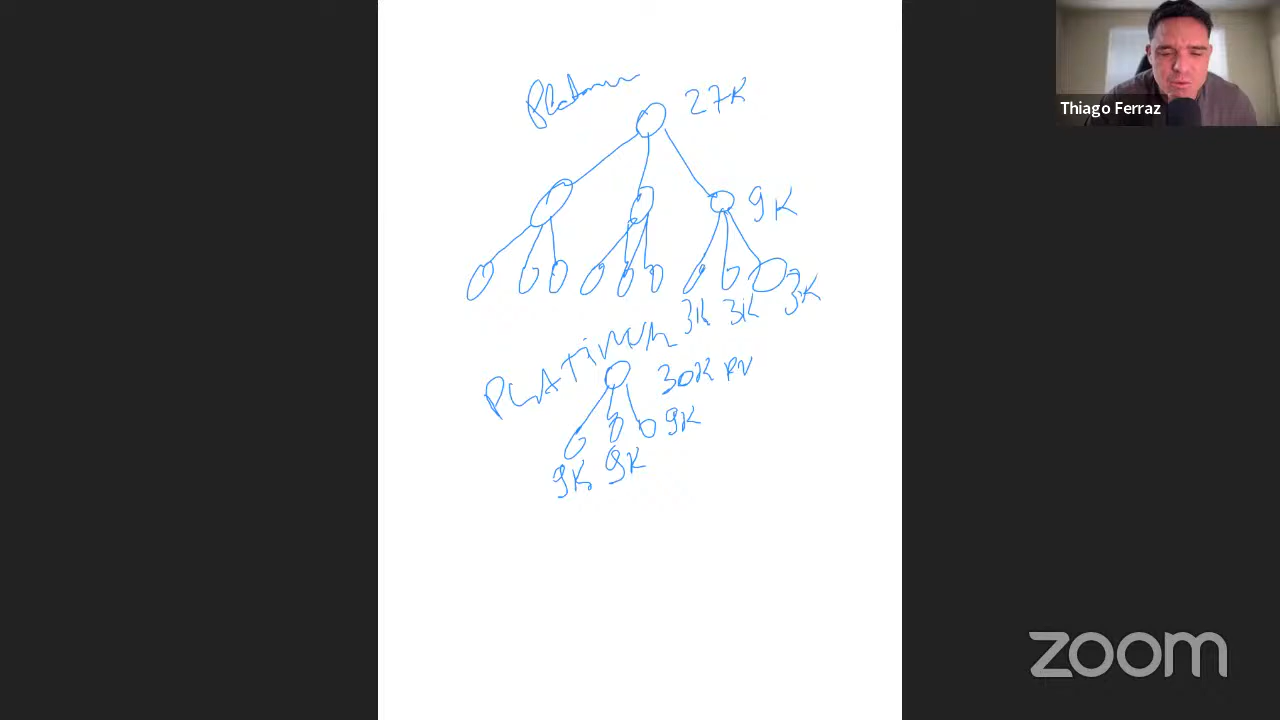 Thiago Ferraz
Platinum
27K
9K
3K 3K 3K
PLATINUM
30K PV
9K
9K 9K
zoom